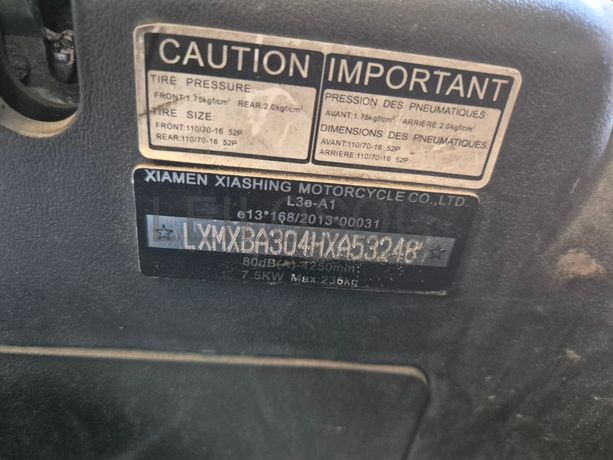 CAUTION
TIRE PRESSURE:
FRONT:1.75kgf/cm² REAR:2.0kgf/cm²
TIRE SIZE:
FRONT:110/70-16 52P
REAR:110/70-16 52P
IMPORTANT
PRESSION DES PNEUMATIQUES:
AVANT:1.75kgf/cm² ARRIERE:2.0kgf/cm²
DIMENSIONS DES PNEUMATIQUES:
AVANT:110/70-16 52P
ARRIERE:110/70-16 52P
XIAMEN XIASHING MOTORCYCLE CO.,LTD.
L3e-A1
e13*168/2013*00031
☆ LXMXBA304HXA53248 ☆
80dB(A)-4250min
7.5KW Max:236kg